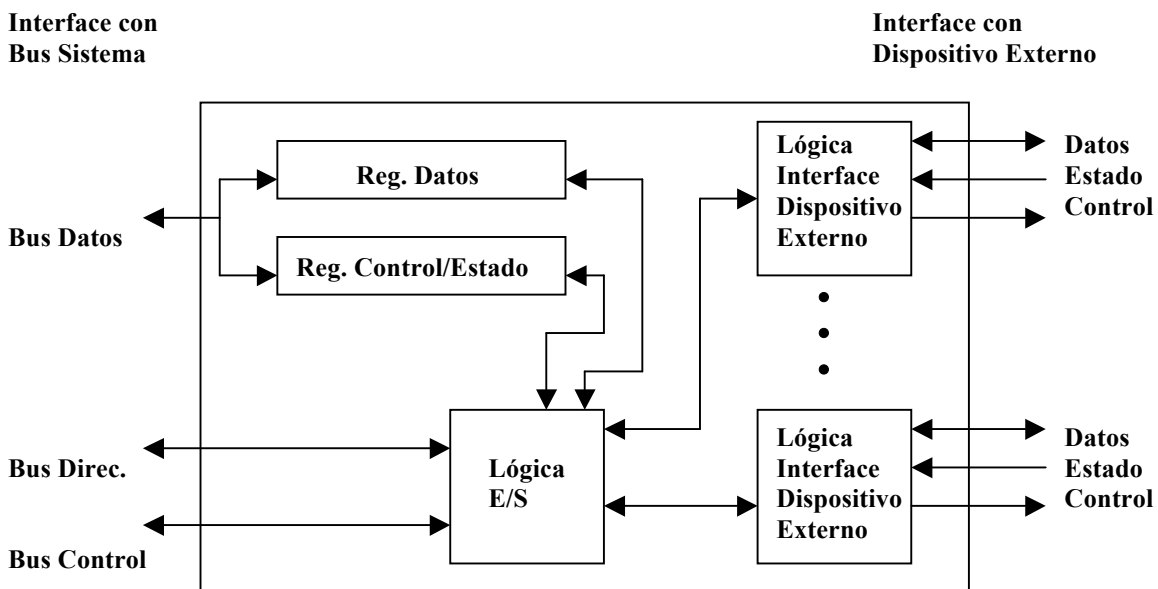 Interface con
Bus Sistema
Interface con
Dispositivo Externo
Reg. Datos
Reg. Control/Estado
Bus Datos
Lógica
Interface
Dispositivo
Externo
Datos
Estado
Control
Bus Direc.
Bus Control
Lógica
E/S
Lógica
Interface
Dispositivo
Externo
Datos
Estado
Control